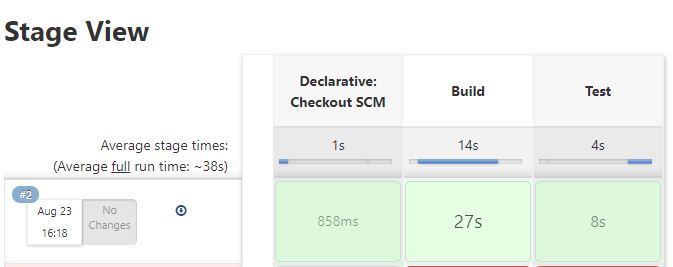 Stage View
Declarative:
Checkout SCM
Build
Test
Average stage times:
(Average full run time: ~38s)
1s
14s
4s
#2
Aug 23
16:18
No
Changes
858ms
27s
8s